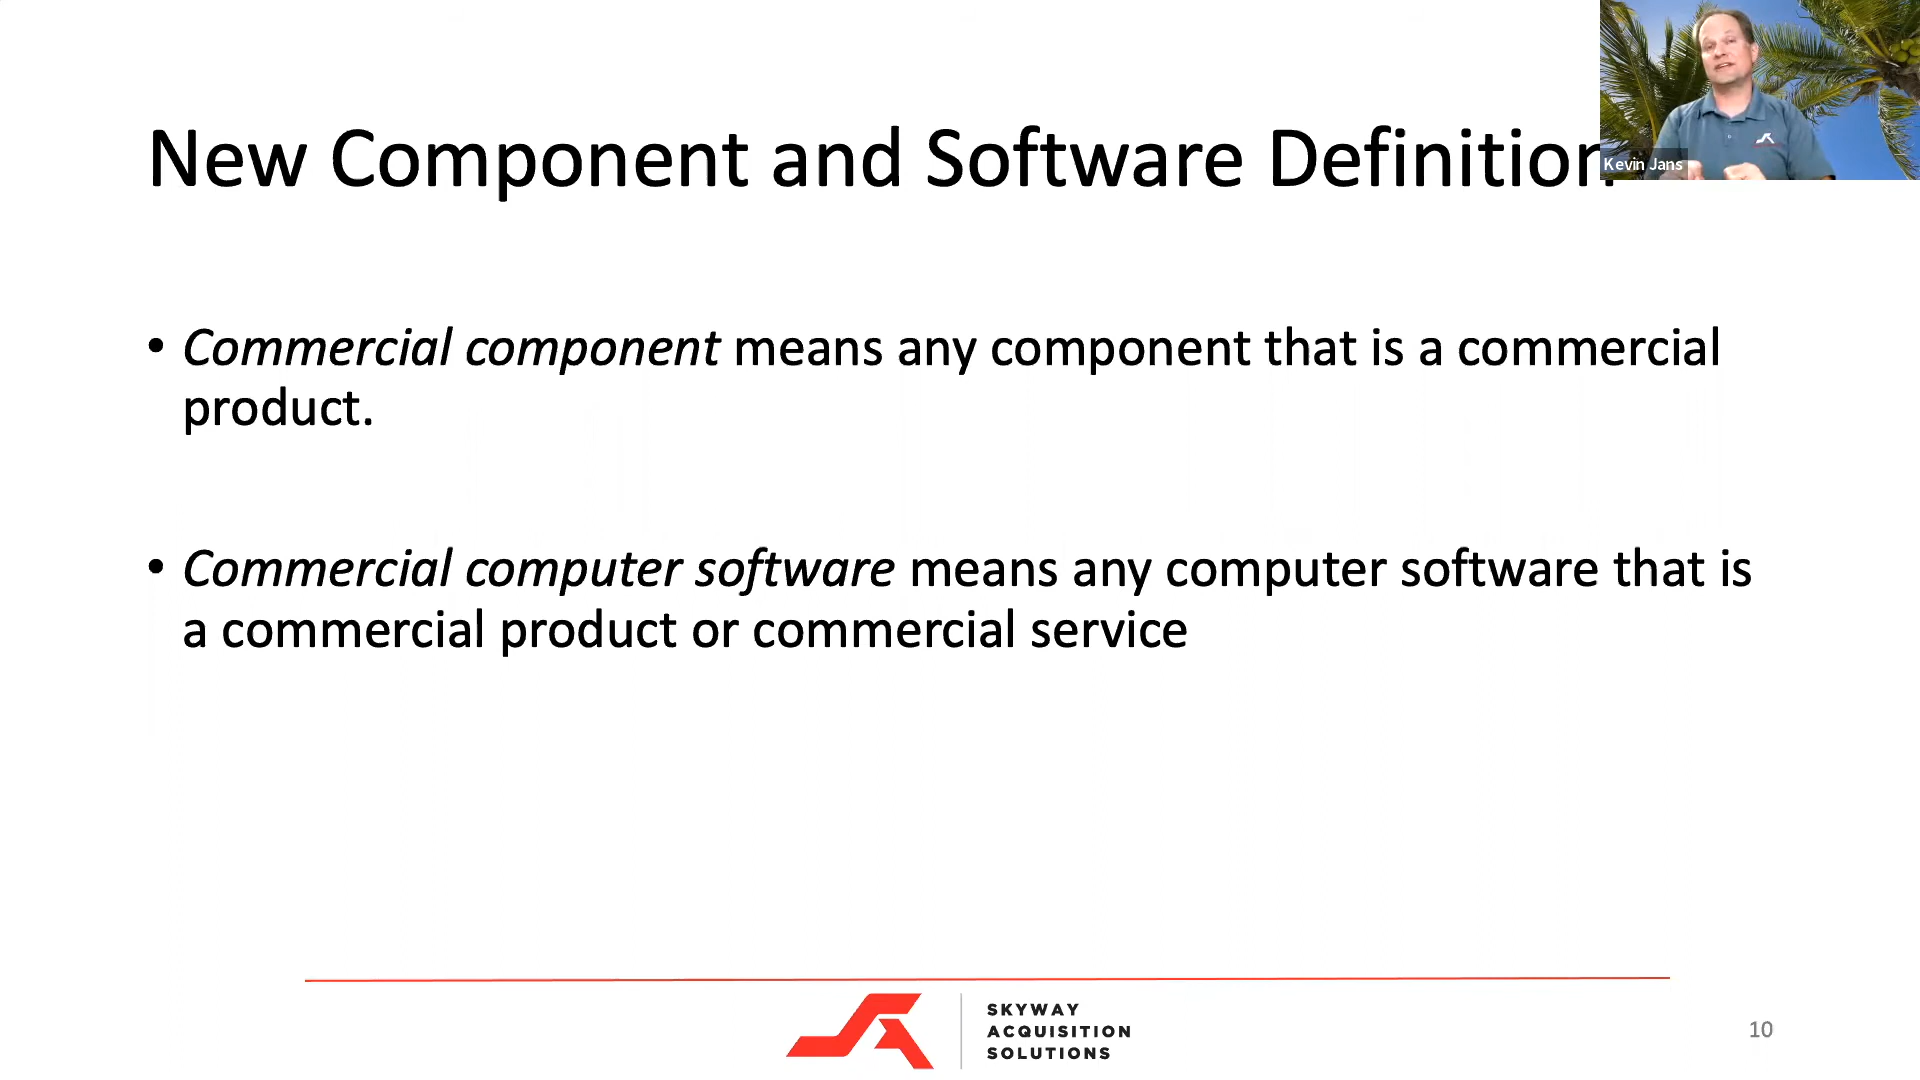 New Component and Software Definition
Kevin Jans
• Commercial component means any component that is a commercial
product.
• Commercial computer software means any computer software that is
a commercial product or commercial service
SKYWAY
ACQUISITION
SOLUTIONS
10